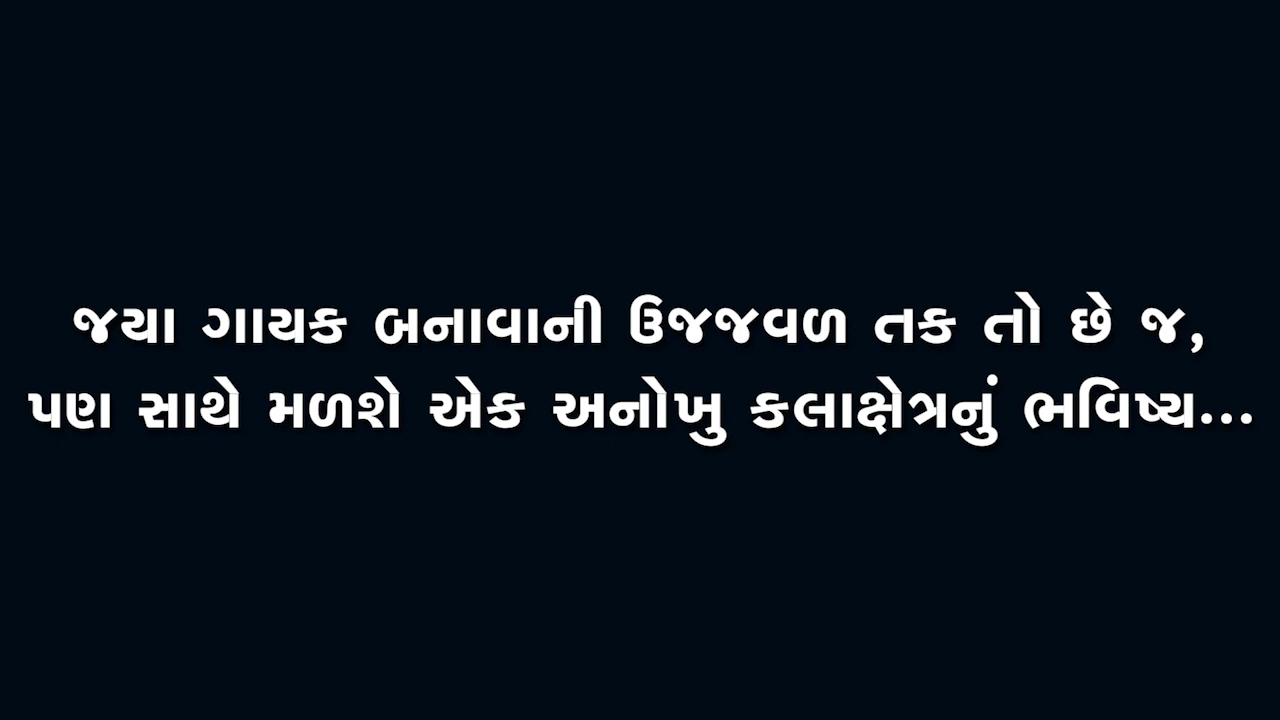 જયા ગાયક બનાવાની ઉજજવળ તક તો છે જ,
પણ સાથે મળશે એક અનોખુ કલાક્ષેત્રનું ભવિષ્ય...